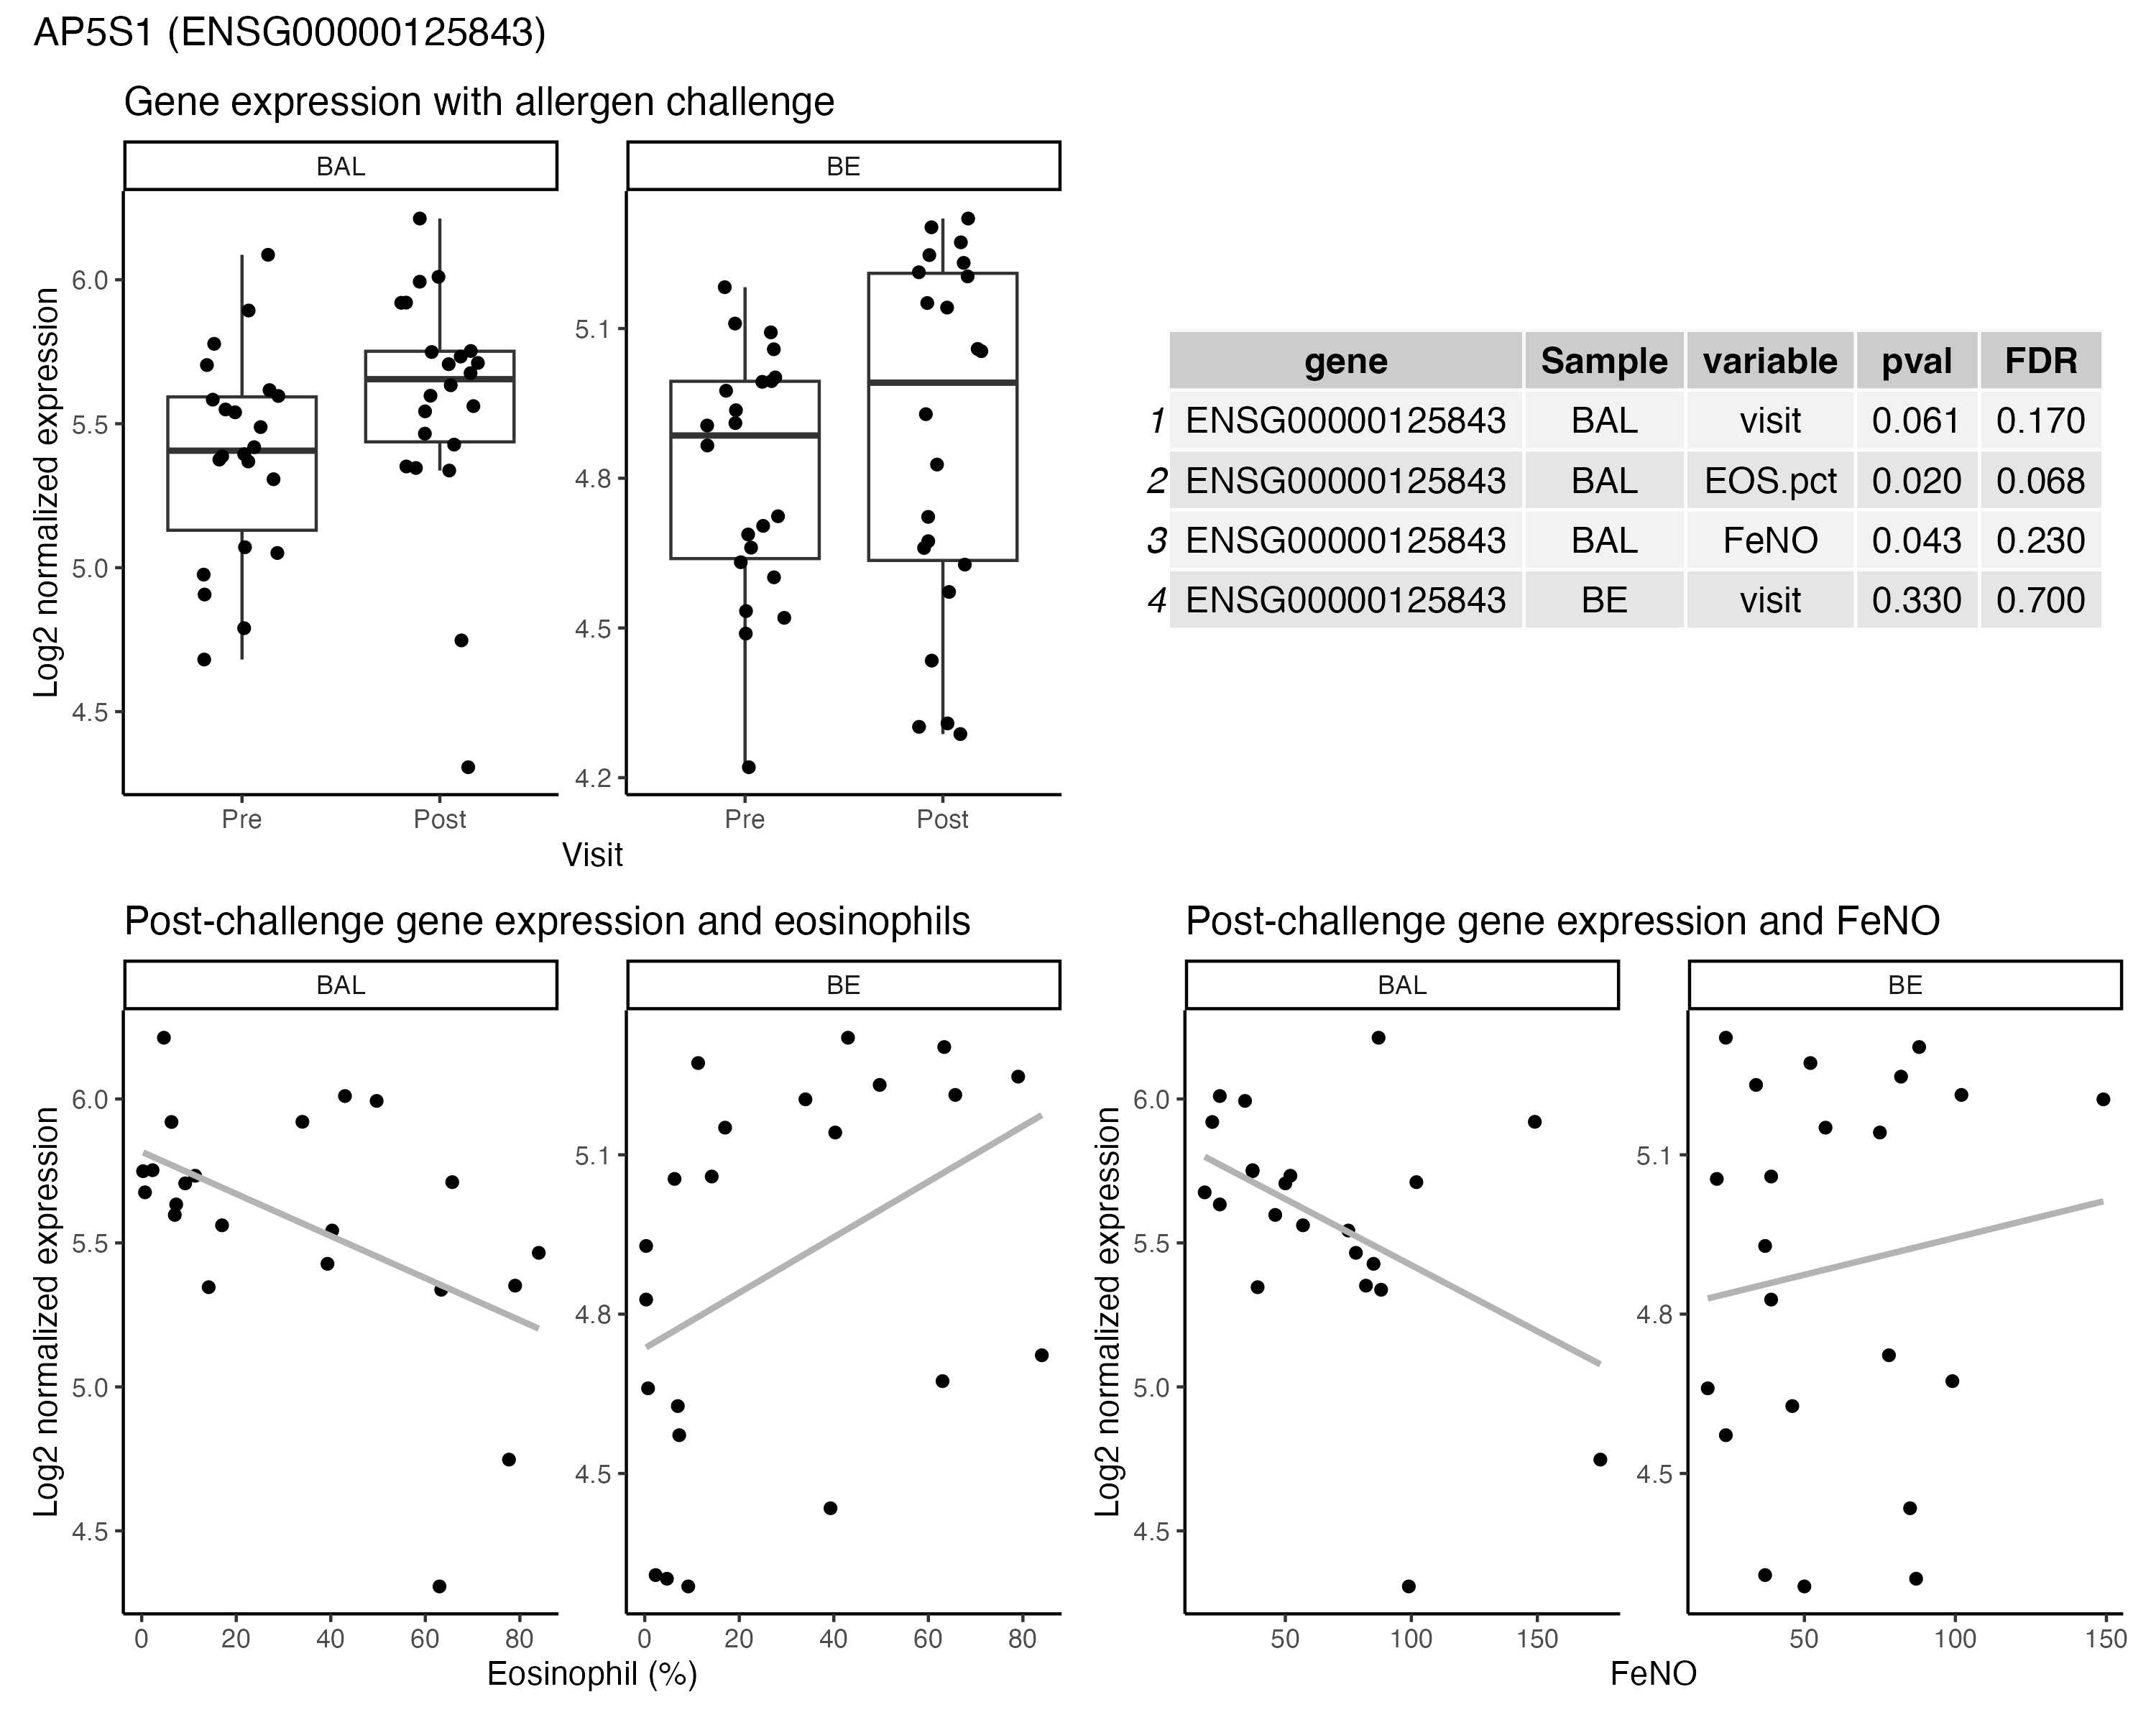 AP5S1 (ENSG00000125843)
Gene expression with allergen challenge
BAL
BE
Log2 normalized expression
6.0
5.5
5.0
4.5
5.1
4.8
4.5
4.2
Pre
Post
Pre
Post
Visit
gene Sample variable pval FDR
1 ENSG00000125843 BAL visit 0.061 0.170
2 ENSG00000125843 BAL EOS.pct 0.020 0.068
3 ENSG00000125843 BAL FeNO 0.043 0.230
4 ENSG00000125843 BE visit 0.330 0.700
Post-challenge gene expression and eosinophils
BAL
BE
Log2 normalized expression
6.0
5.5
5.0
4.5
5.1
4.8
4.5
0 20 40 60 80
0 20 40 60 80
Eosinophil (%)
Post-challenge gene expression and FeNO
BAL
BE
Log2 normalized expression
6.0
5.5
5.0
4.5
5.1
4.8
4.5
50 100 150
50 100 150
FeNO